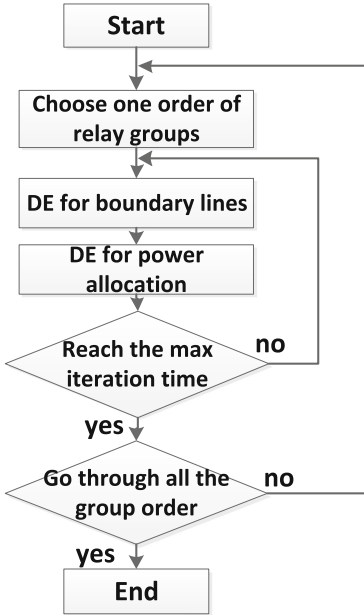 Start
Choose one order of
relay groups
DE for boundary lines
DE for power
allocation
Reach the max
iteration time
no
yes
Go through all the
group order
no
yes
End